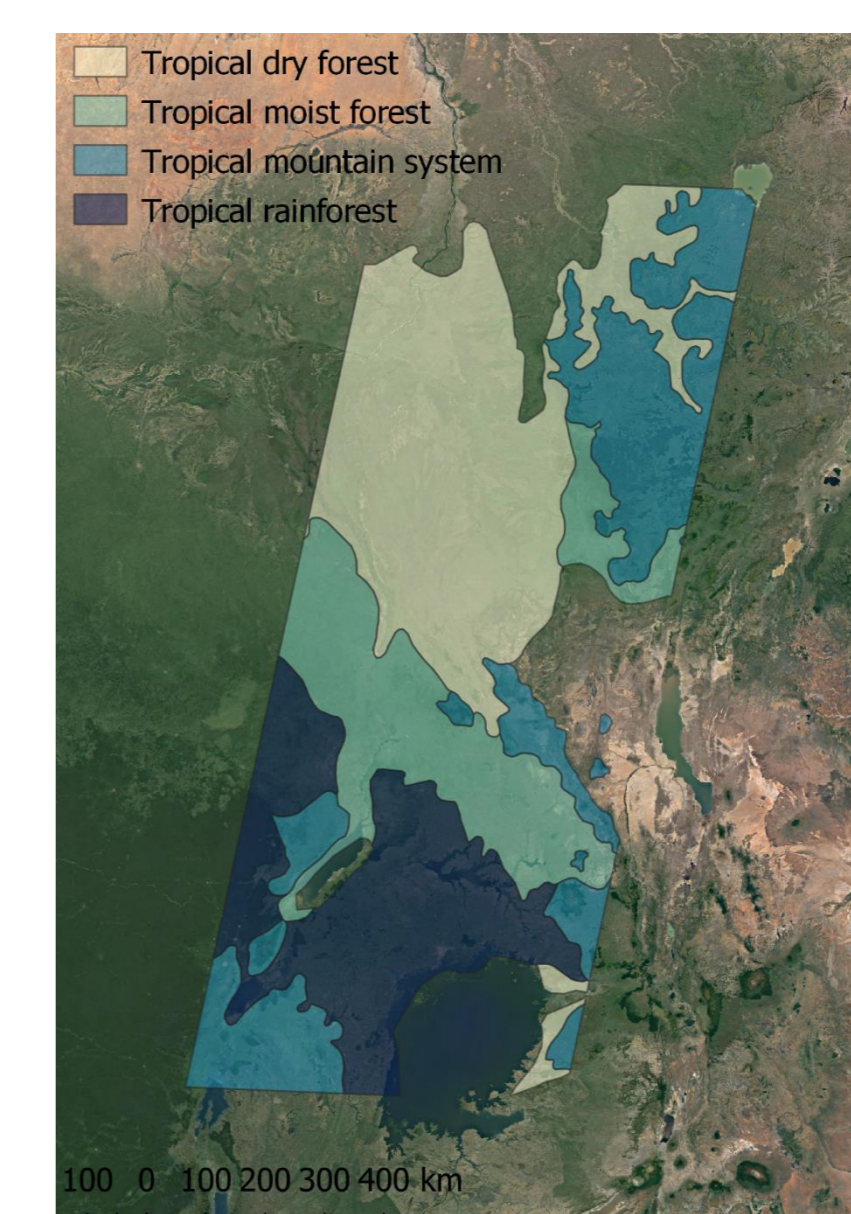 Tropical dry forest
Tropical moist forest
Tropical mountain system
Tropical rainforest
100 0 100 200 300 400 km